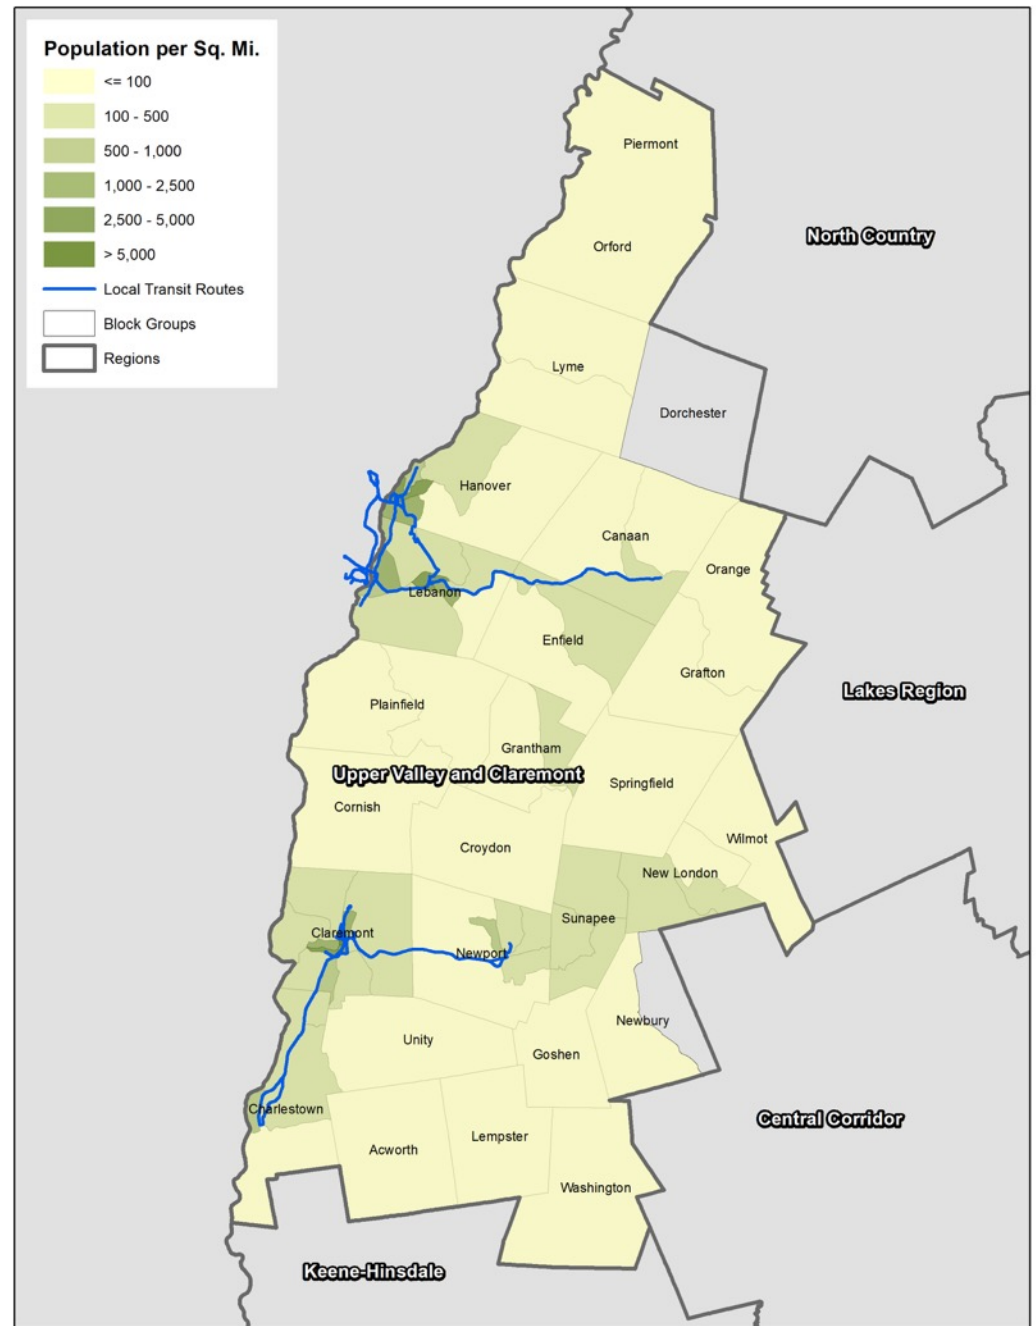 Population per Sq. Mi.
<= 100
100 - 500
500 - 1,000
1,000 - 2,500
2,500 - 5,000
> 5,000
Local Transit Routes
Block Groups
Regions
Piermont
North Country
Orford
Lyme
Dorchester
Hanover
Canaan
Orange
Lebanon
Enfield
Grafton
Lakes Region
Plainfield
Grantham
Upper Valley and Claremont
Springfield
Cornish
Wilmot
Croydon
New London
Sunapee
Claremont
Newport
Newbury
Unity
Goshen
Charlestown
Central Corridor
Lempster
Acworth
Washington
Keene-Hinsdale